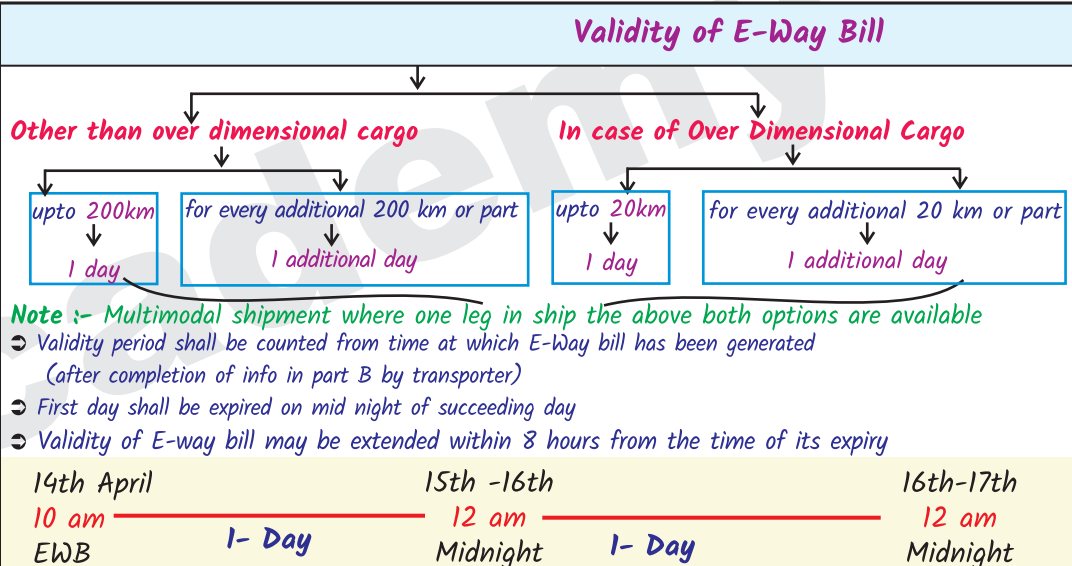 Validity of E-Way Bill
Other than over dimensional cargo
In case of Over Dimensional Cargo
upto 200km
for every additional 200 km or part
upto 20km
for every additional 20 km or part
1 day
1 additional day
1 day
1 additional day
Note :- Multimodal shipment where one leg in ship the above both options are available
➲ Validity period shall be counted from time at which E-Way bill has been generated
(after completion of info in part B by transporter)
➲ First day shall be expired on mid night of succeeding day
➲ Validity of E-way bill may be extended within 8 hours from the time of its expiry
14th April
15th -16th
16th-17th
10 am
12 am
12 am
1- Day
1- Day
EWB
Midnight
Midnight
cademy